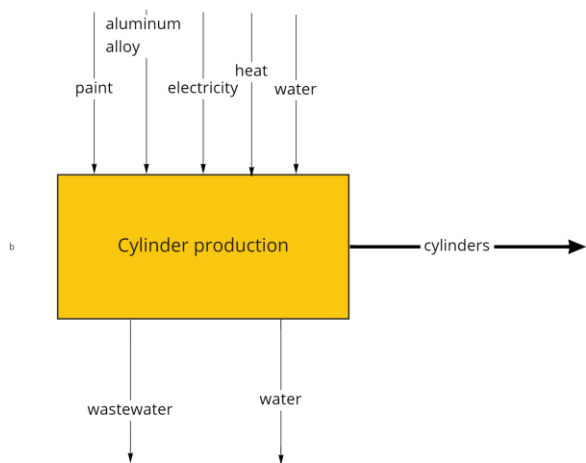 aluminum
alloy
heat
paint
electricity
water
b
Cylinder production
cylinders
wastewater
water